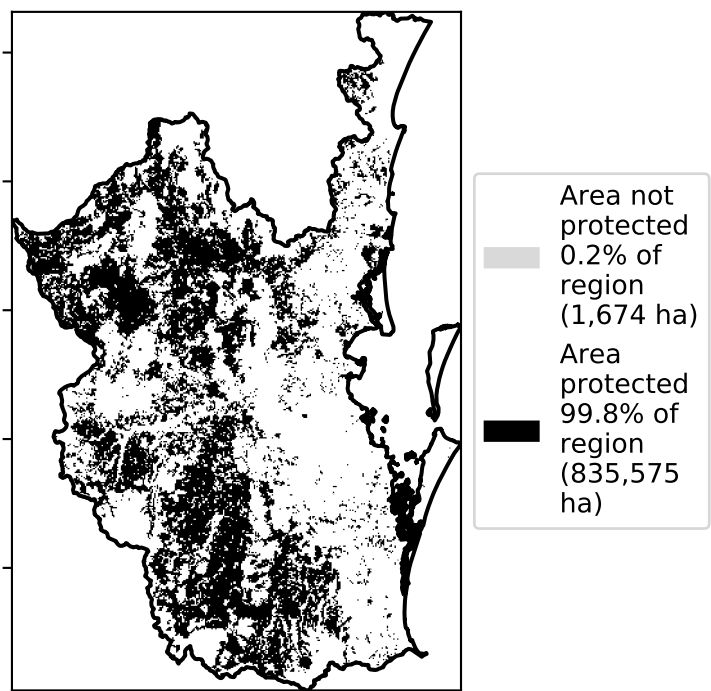 Area not
protected
0.2% of
region
(1,674 ha)
Area
protected
99.8% of
region
(835,575
ha)